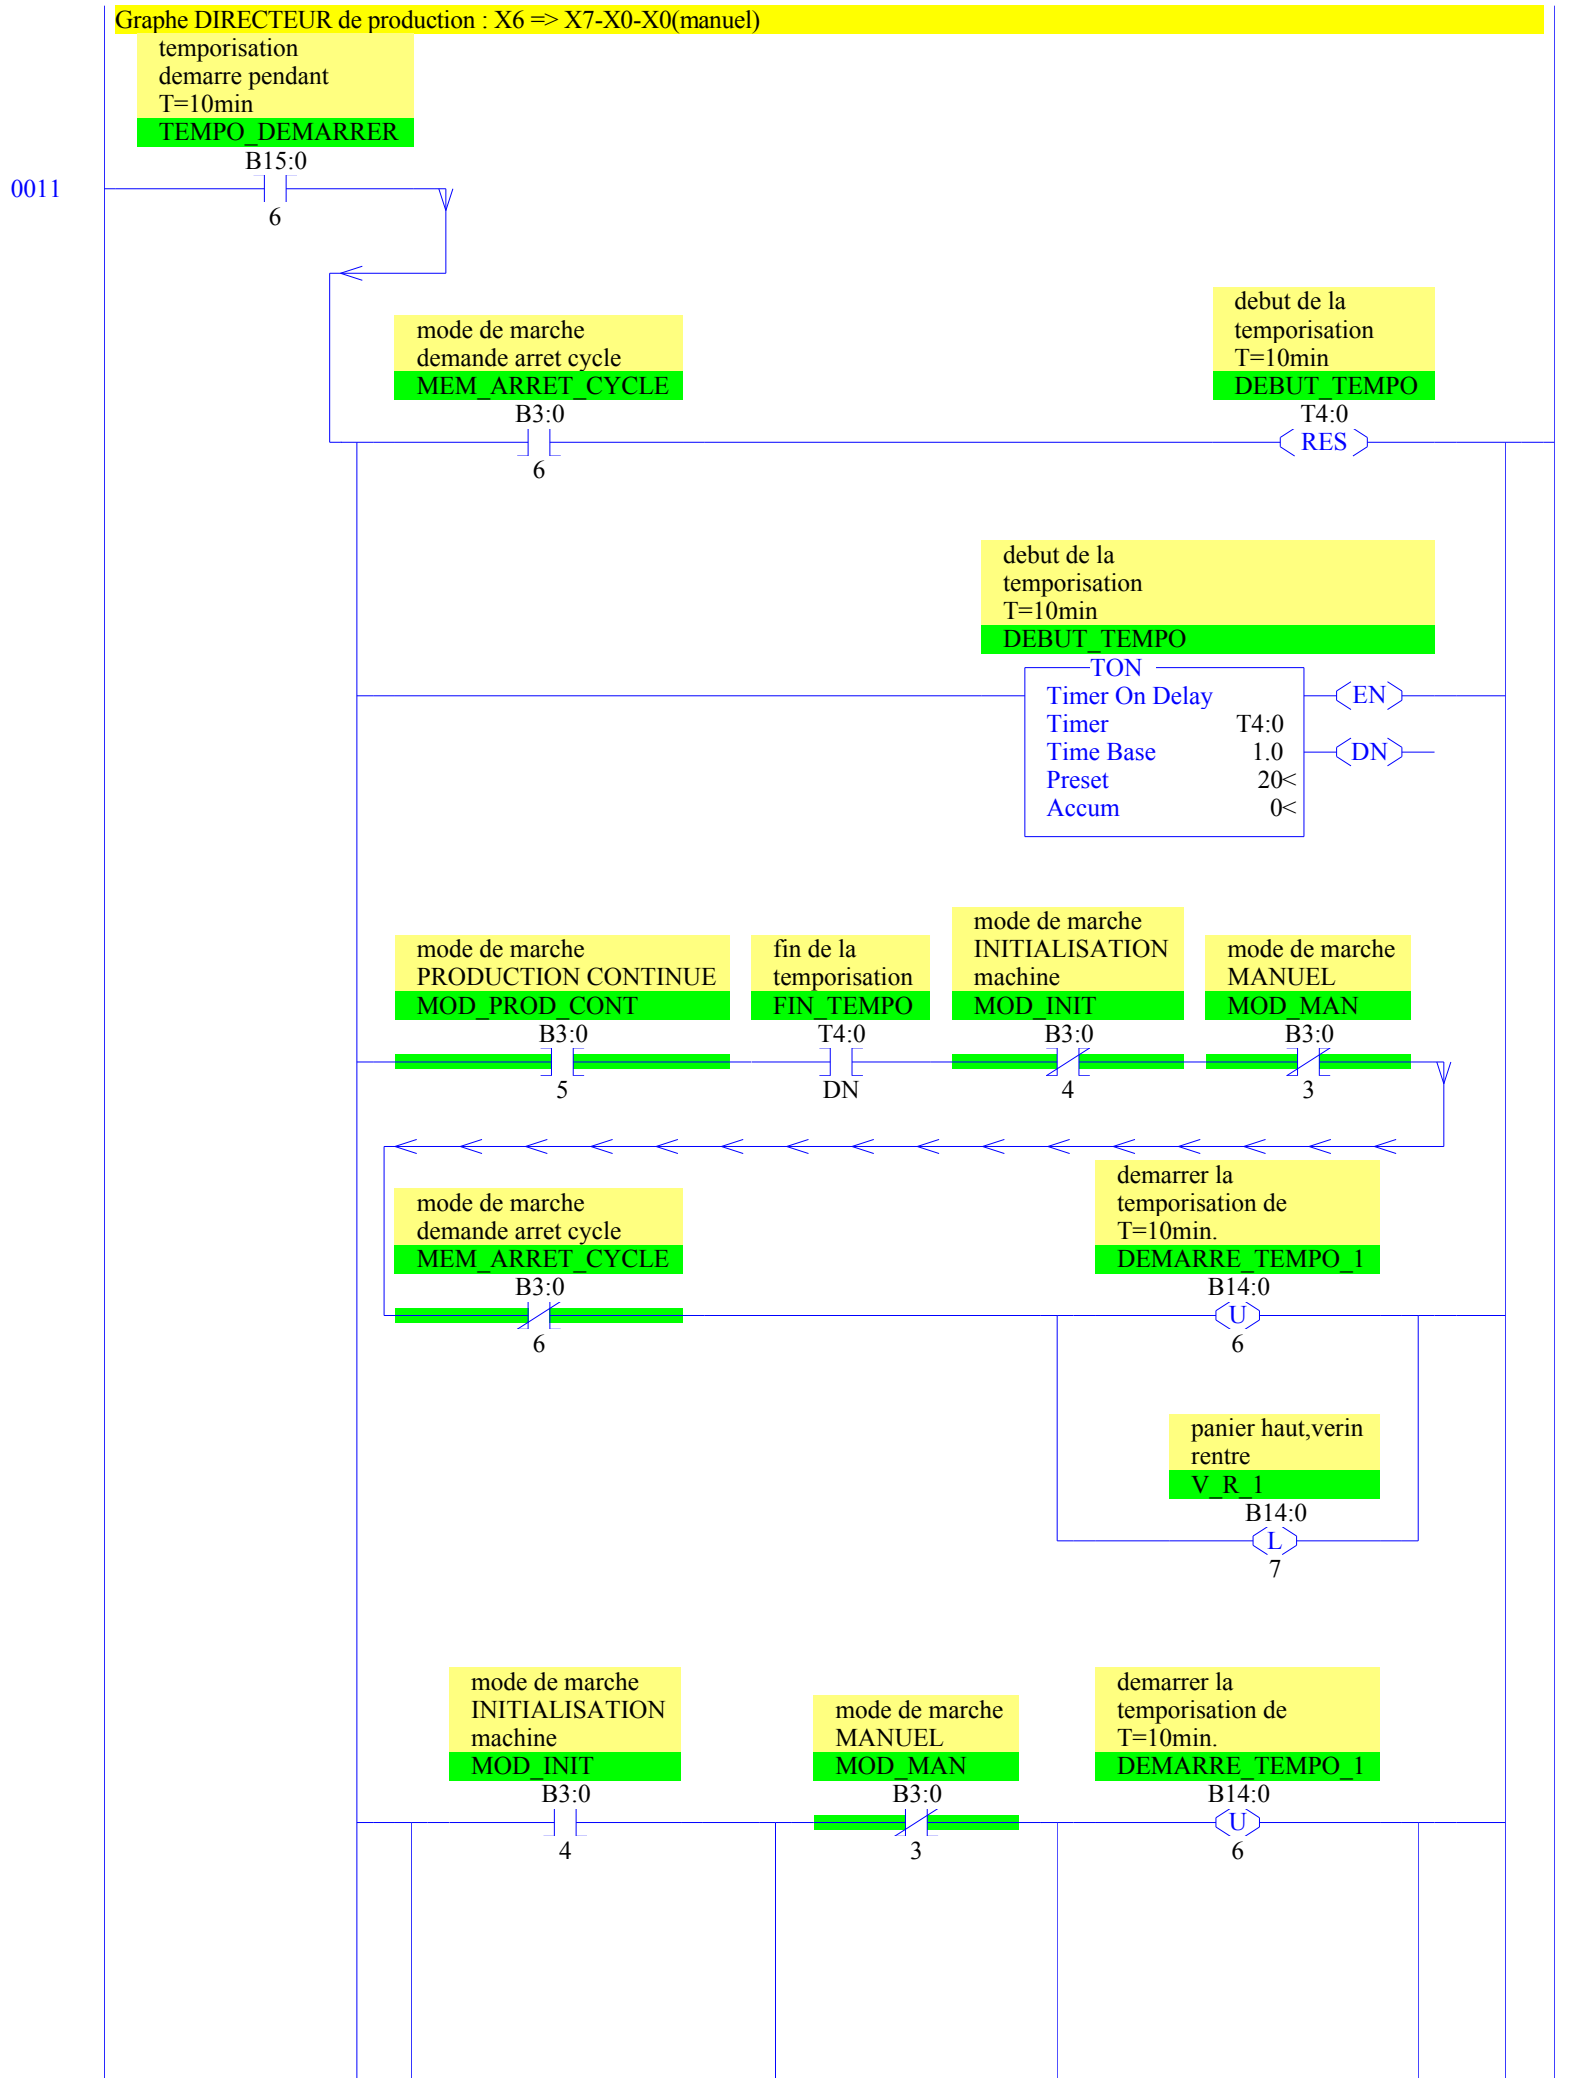 Graphe DIRECTEUR de production : X6 => X7-X0-X0(manuel)
temporisation
demarre pendant
T=10min
TEMPO_DEMARRER
B15:0
0011
6
mode de marche
demande arret cycle
MEM_ARRET_CYCLE
B3:0
6
debut de la
temporisation
T=10min
DEBUT_TEMPO
T4:0
RES
debut de la
temporisation
T=10min
DEBUT_TEMPO
TON
Timer On Delay
EN
Timer T4:0
Time Base 1.0
DN
Preset 20<
Accum 0<
mode de marche
PRODUCTION CONTINUE
MOD_PROD_CONT
B3:0
5
fin de la
temporisation
FIN_TEMPO
T4:0
DN
mode de marche
INITIALISATION
machine
MOD_INIT
B3:0
4
mode de marche
MANUEL
MOD_MAN
B3:0
3
mode de marche
demande arret cycle
MEM_ARRET_CYCLE
B3:0
6
demarrer la
temporisation de
T=10min.
DEMARRE_TEMPO_1
B14:0
U
6
panier haut,verin
rentre
V_R_1
B14:0
L
7
mode de marche
INITIALISATION
machine
MOD_INIT
B3:0
4
mode de marche
MANUEL
MOD_MAN
B3:0
3
demarrer la
temporisation de
T=10min.
DEMARRE_TEMPO_1
B14:0
U
6